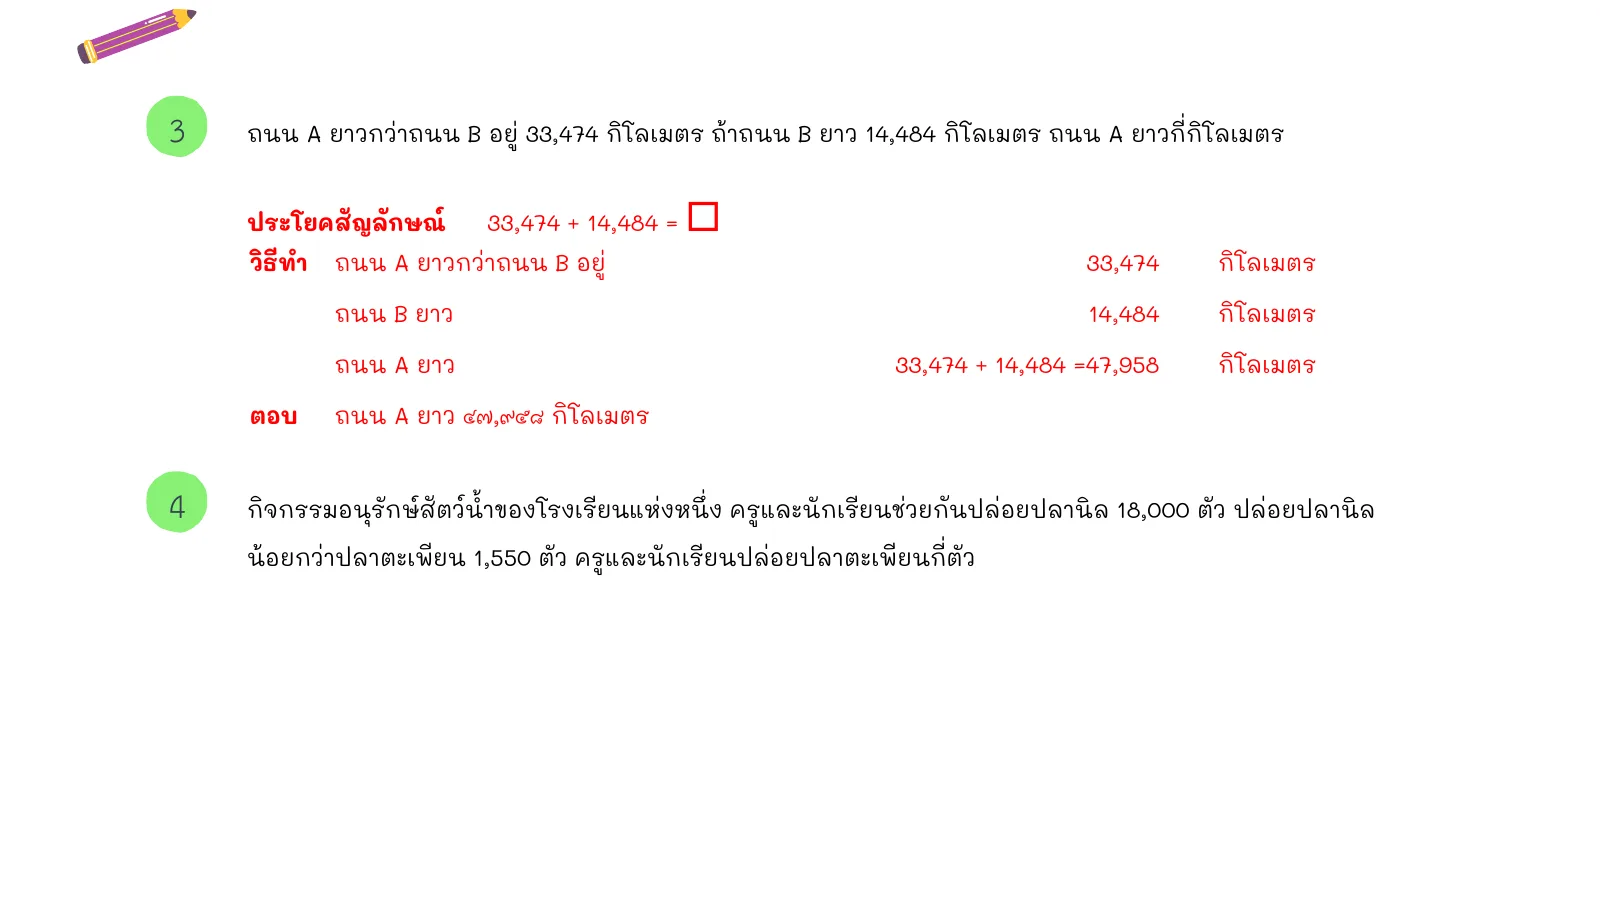 3 ถนน A ยาวกว่าถนน B อยู่ 33,474 กิโลเมตร ถ้าถนน B ยาว 14,484 กิโลเมตร ถนน A ยาวกี่กิโลเมตร
ประโยคสัญลักษณ์ 33,474 + 14,484 = □
วิธีทำ ถนน A ยาวกว่าถนน B อยู่ 33,474 กิโลเมตร
ถนน B ยาว 14,484 กิโลเมตร
ถนน A ยาว 33,474 + 14,484 =47,958 กิโลเมตร
ตอบ ถนน A ยาว ๔๗,๙๕๘ กิโลเมตร
4 กิจกรรมอนุรักษ์สัตว์น้ำของโรงเรียนแห่งหนึ่ง ครูและนักเรียนช่วยกันปล่อยปลานิล 18,000 ตัว ปล่อยปลานิล
น้อยกว่าปลาตะเพียน 1,550 ตัว ครูและนักเรียนปล่อยปลาตะเพียนกี่ตัว